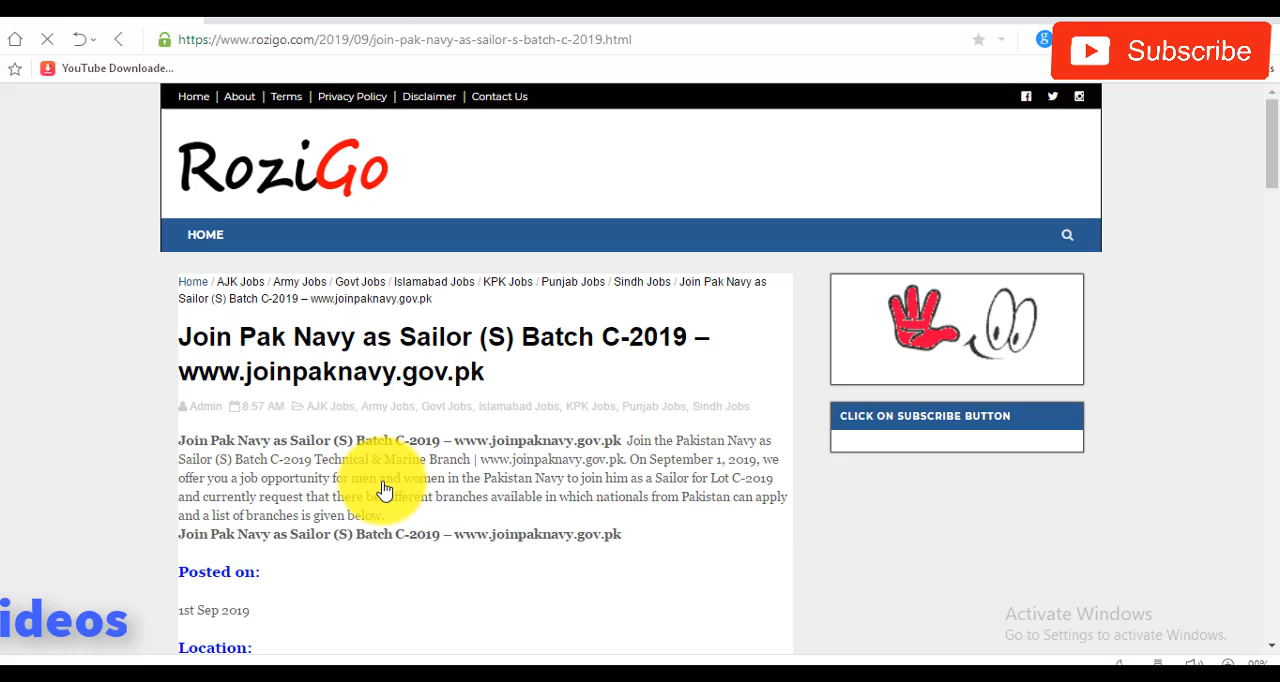 https://www.rozigo.com/2019/09/join-pak-navy-as-sailor-s-batch-c-2019.html
Subscribe
YouTube Downloade...
Home | About | Terms | Privacy Policy | Disclaimer | Contact Us
RoziGo
HOME
Home / AJK Jobs / Army Jobs / Govt Jobs / Islamabad Jobs / KPK Jobs / Punjab Jobs / Sindh Jobs / Join Pak Navy as
Sailor (S) Batch C-2019 – www.joinpaknavy.gov.pk
Join Pak Navy as Sailor (S) Batch C-2019 –
www.joinpaknavy.gov.pk
Admin 8:57 AM AJK Jobs, Army Jobs, Govt Jobs, Islamabad Jobs, KPK Jobs, Punjab Jobs, Sindh Jobs
CLICK ON SUBSCRIBE BUTTON
Join Pak Navy as Sailor (S) Batch C-2019 – www.joinpaknavy.gov.pk Join the Pakistan Navy as
Sailor (S) Batch C-2019 Technical & Marine Branch | www.joinpaknavy.gov.pk. On September 1, 2019, we
offer you a job opportunity for men and women in the Pakistan Navy to join him as a Sailor for Lot C-2019
and currently request that there be different branches available in which nationals from Pakistan can apply
and a list of branches is given below.
Join Pak Navy as Sailor (S) Batch C-2019 – www.joinpaknavy.gov.pk
Posted on:
1st Sep 2019
Location:
ideos
Activate Windows
Go to Settings to activate Windows.